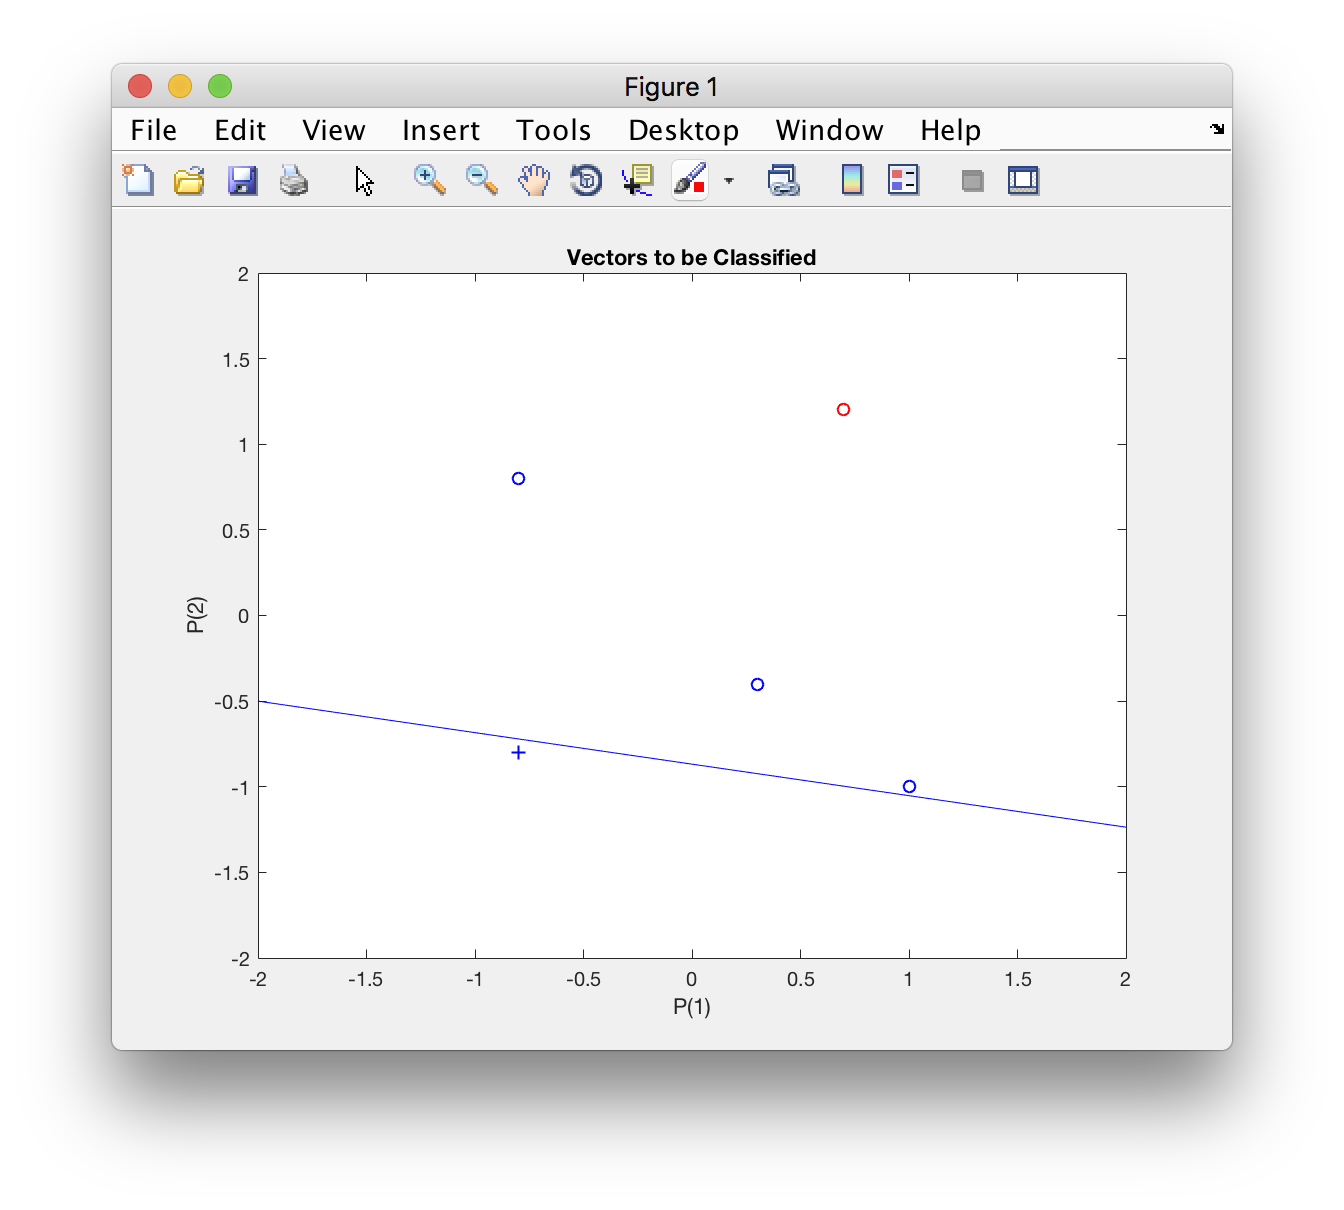 Figure 1
File Edit View Insert Tools Desktop Window Help
Vectors to be Classified
2
1.5
1
0.5
0
-0.5
-1
-1.5
-2
P(2)
-2 -1.5 -1 -0.5 0 0.5 1 1.5 2
P(1)